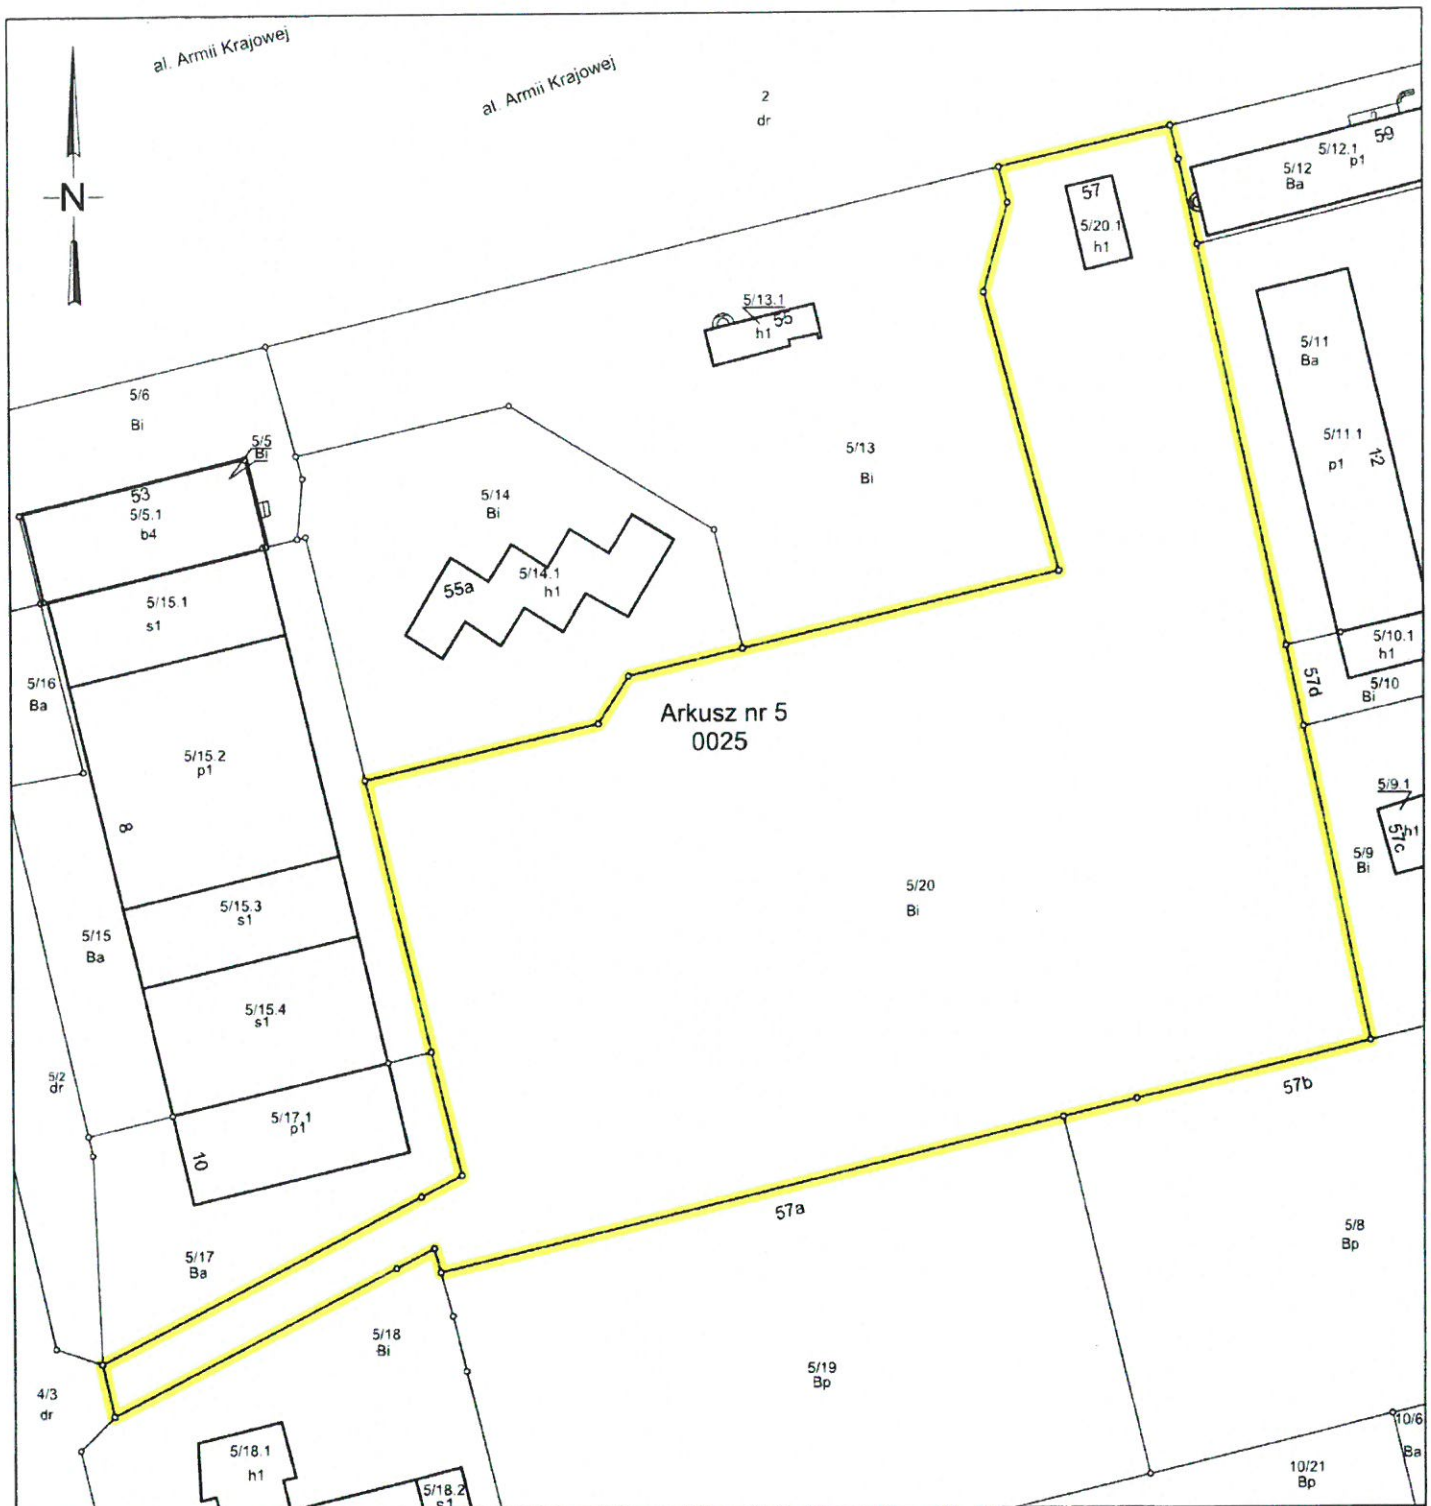 al. Armii Krajowej
al. Armii Krajowej
2
dr
N
59
5/12.1
p1
5/12
Ba
57
5/20.1
h1
5/13.1
55
h1
5/11
Ba
5/6
Bi
5/5
Bi
5/13
Bi
5/11.1
p1
12
53
5/5.1
b4
5/14
Bi
5/14.1
h1
55a
5/15.1
s1
5/10.1
h1
5/10
Bi
57d
5/16
Ba
Arkusz nr 5
0025
5/15.2
p1
8
5/9.1
h1
57c
5/9
Bi
5/20
Bi
5/15.3
s1
5/15
Ba
5/15.4
s1
5/2
dr
57b
5/17.1
p1
10
57a
5/8
Bp
5/17
Ba
5/18
Bi
5/19
Bp
4/3
dr
10/6
Ba
5/18.1
h1
10/21
Bp
5/18.2
s1